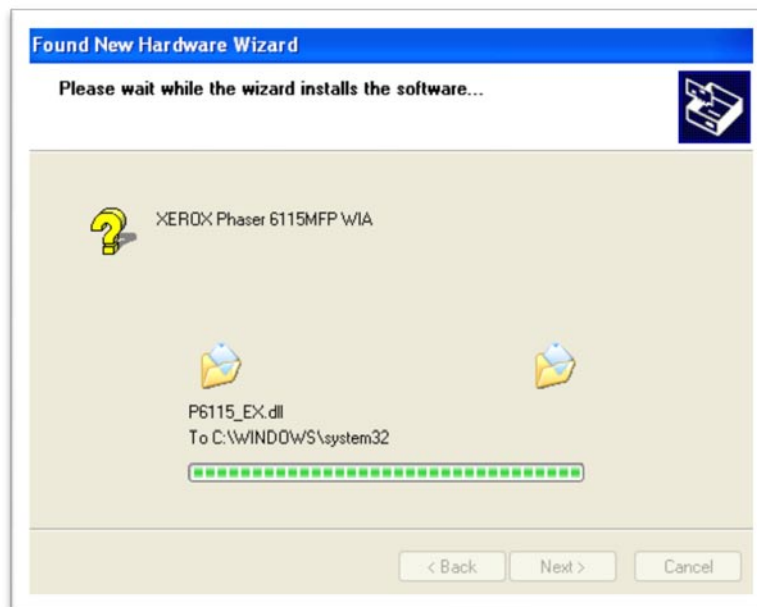 Found New Hardware Wizard
Please wait while the wizard installs the software...
XEROX Phaser 6115MFP WIA
P6115_EX.dll
To C:\WINDOWS\system32
< Back Next > Cancel